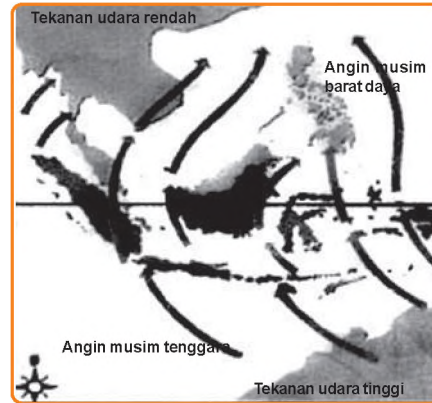 Tekanan udara rendah
Angin musim
barat daya
Angin musim tenggara
Tekanan udara tinggi